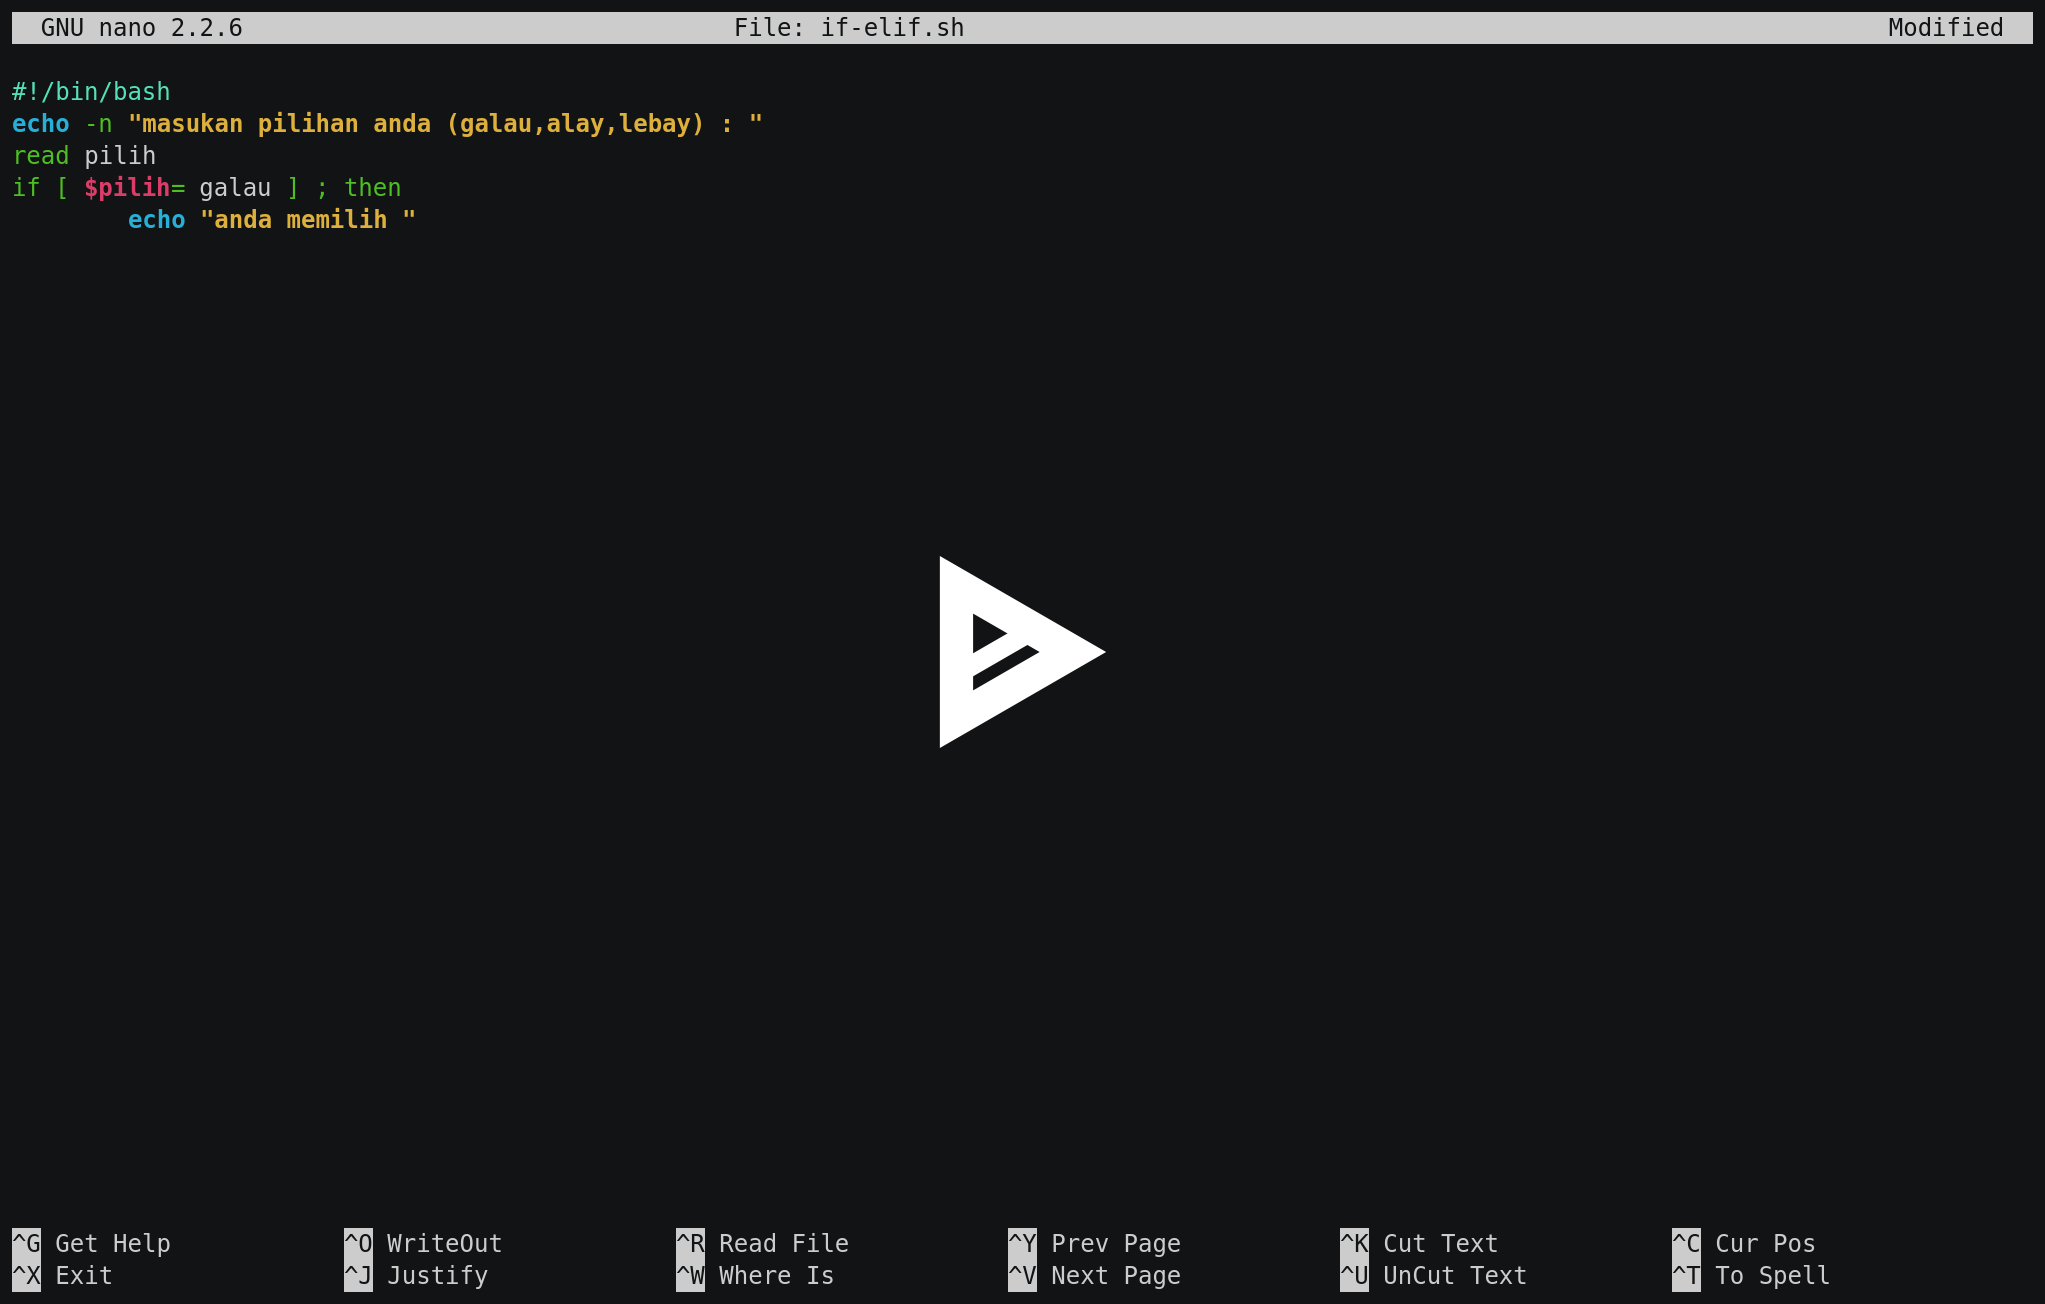 GNU nano 2.2.6 File: if-elif.sh Modified
#!/bin/bash
echo -n "masukan pilihan anda (galau,alay,lebay) : "
read pilih
if [ $pilih= galau ] ; then
        echo "anda memilih "
^G Get Help ^O WriteOut ^R Read File ^Y Prev Page ^K Cut Text ^C Cur Pos
^X Exit ^J Justify ^W Where Is ^V Next Page ^U UnCut Text ^T To Spell